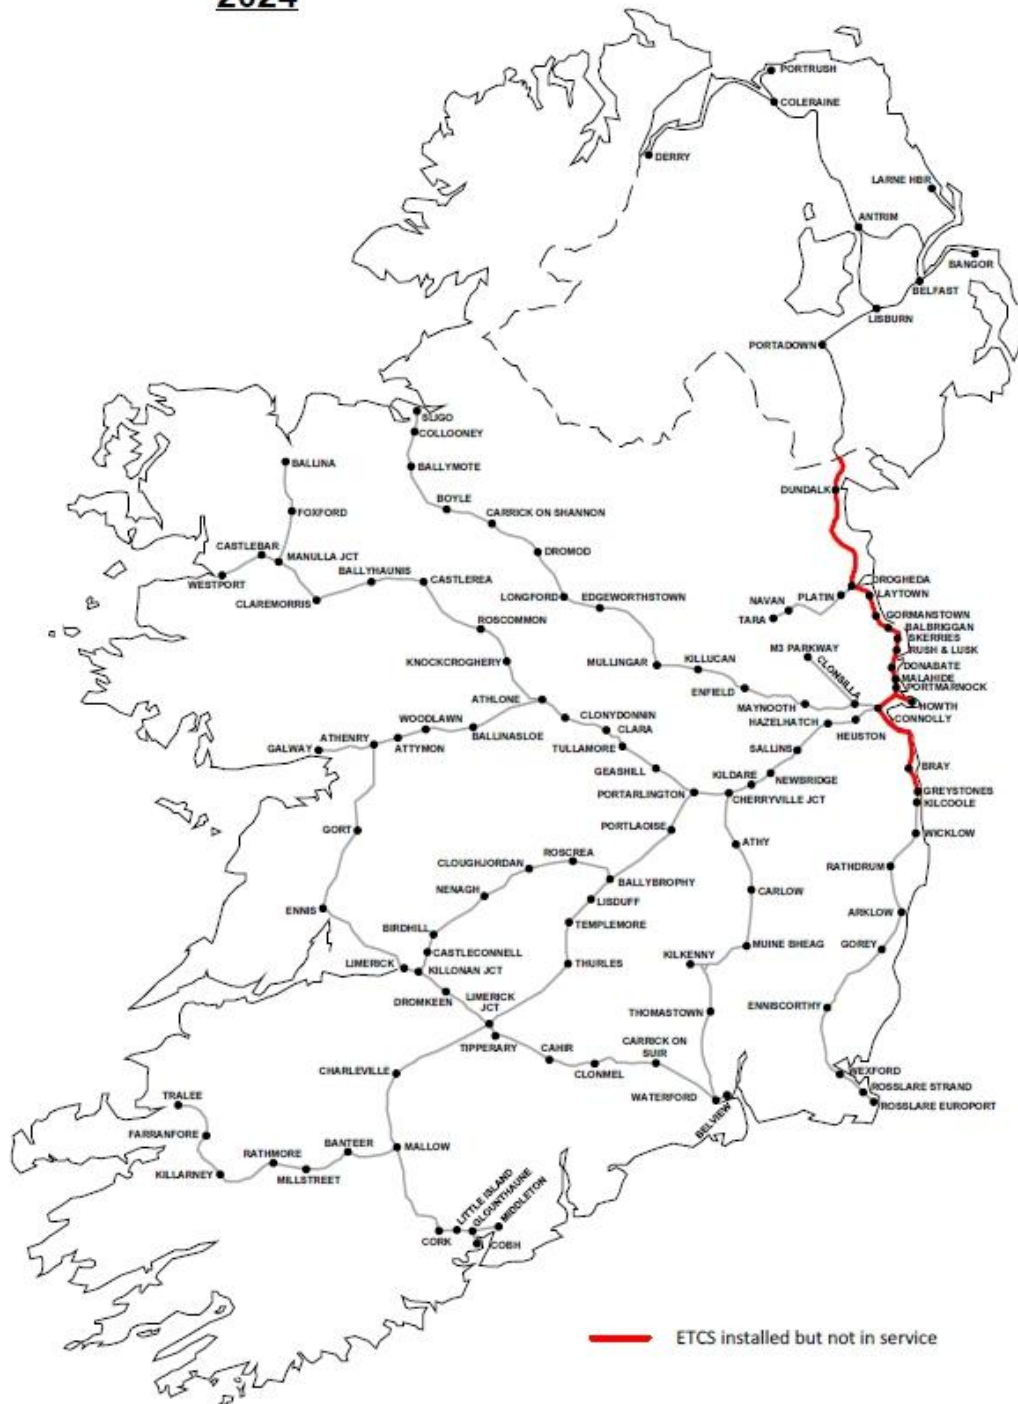 2024
PORTRUSH
COLERAINE
DERRY
LARNE HBR
ANTRIM
BANGOR
BELFAST
LISBURN
PORTADOWN
SLIGO
COLLOONEY
BALLINA
BALLYMOTE
DUNDALK
BOYLE
FOXFORD
CARRICK ON SHANNON
CASTLEBAR
MANULLA JCT
DROMOD
BALLYHAUNIS
CASTLEREA
WESTPORT
DROGHEDA
CLAREMORRIS
LONGFORD
EDGEWORTHSTOWN
NAVAN
PLATIN
LAYTOWN
TARA
GORMANSTOWN
ROSCOMMON
BALBRIGGAN
SKERRIES
M3 PARKWAY
RUSH & LUSK
KNOCKCROGHERY
MULLINGAR
KILLUCAN
CLONSILLA
DONABATE
MALAHIDE
ENFIELD
PORTMARNOCK
ATHLONE
MAYNOOTH
HOWTH
WOODLAWN
CLONYDONNIN
HAZELHATCH
CONNOLLY
GALWAY
ATHENRY
ATTYMON
BALLINASLOE
CLARA
HEUSTON
TULLAMORE
SALLINS
GEASHILL
KILDARE
NEWBRIDGE
BRAY
PORTARLINGTON
CHERRYVILLE JCT
GREYSTONES
KILCOOLE
GORT
PORTLAOISE
WICKLOW
ATHY
CLOUGHJORDAN
ROSCREA
RATHDRUM
NENAGH
BALLYBROPHY
CARLOW
LISDUFF
ENNIS
ARKLOW
BIRDHILL
TEMPLEMORE
CASTLECONNELL
MUINE BHEAG
GOREY
LIMERICK
KILLONAN JCT
THURLES
KILKENNY
DROMKEEN
LIMERICK
JCT
THOMASTOWN
ENNISCORTHY
TIPPERARY
CAHIR
CARRICK ON
SUIR
CHARLEVILLE
CLONMEL
WEXFORD
TRALEE
WATERFORD
BELVIEW
ROSSLARE STRAND
ROSSLARE EUROPORT
FARRANFORE
BANTEER
MALLOW
RATHMORE
KILLARNEY
MILLSTREET
LITTLE ISLAND
GLOUNTHAUNE
MIDDLETON
CORK
COBH
ETCS installed but not in service